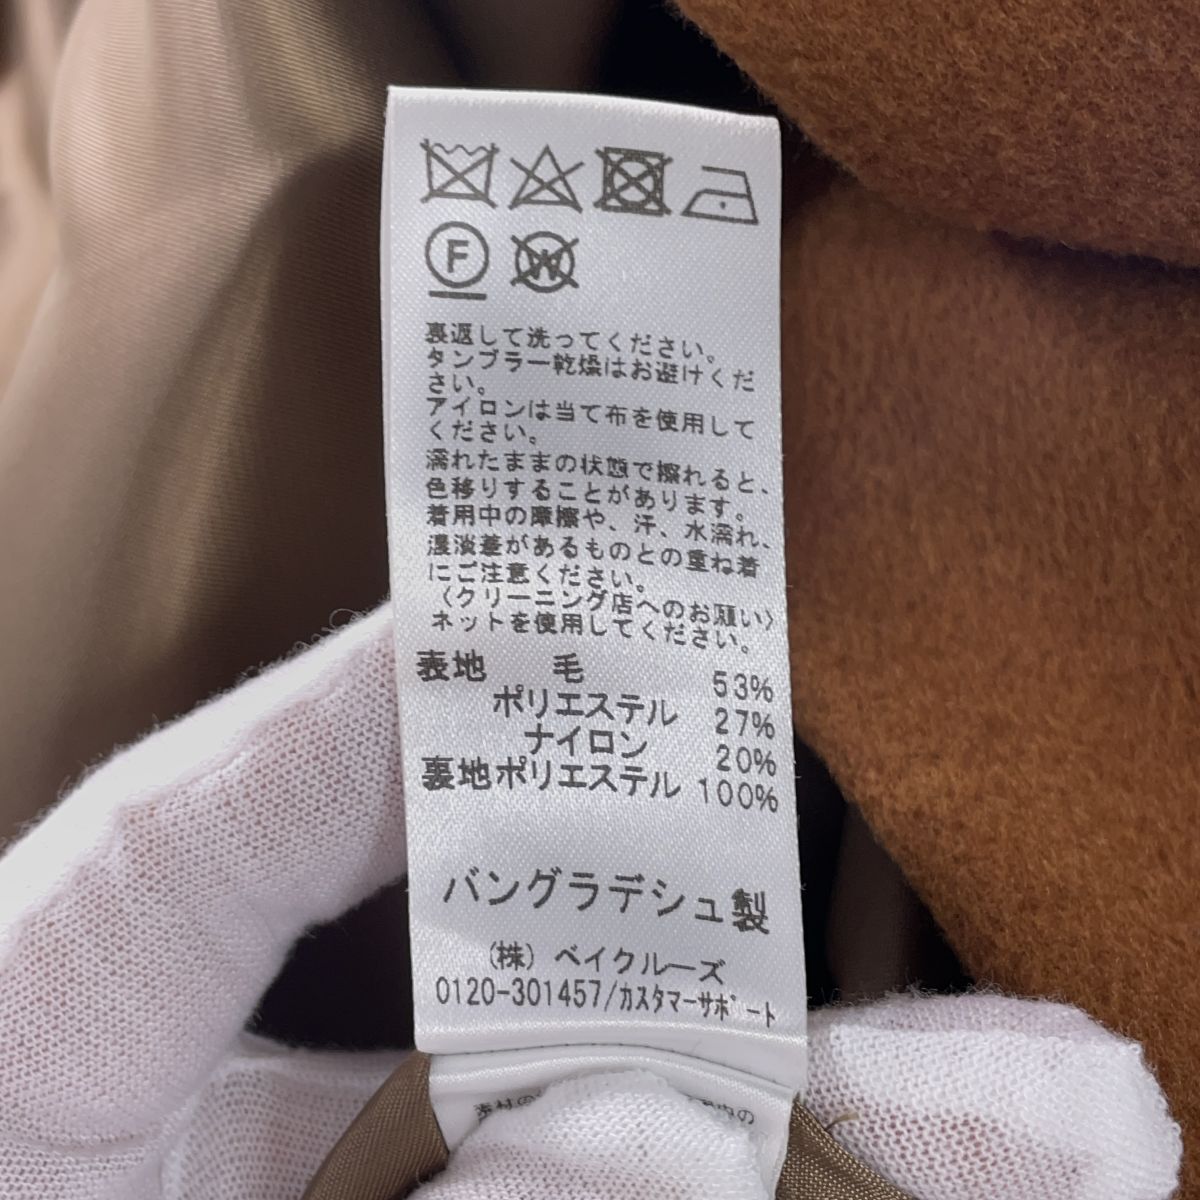 F W
裏返して洗ってください。
タンブラー乾燥はお避けくだ
さい。
アイロンは当て布を使用して
ください。
濡れたままの状態で擦れると、
色移りすることがあります。
着用中の摩擦や、汗、水濡れ、
濃淡差があるものとの重ね着
にご注意ください。
〈クリーニング店へのお願い〉
ネットを使用してください。
表地 毛 53%
ポリエステル 27%
ナイロン 20%
裏地ポリエステル 100%
バングラデシュ製
(株) ベイクルーズ
0120-301457/カスタマーサポート
素材の